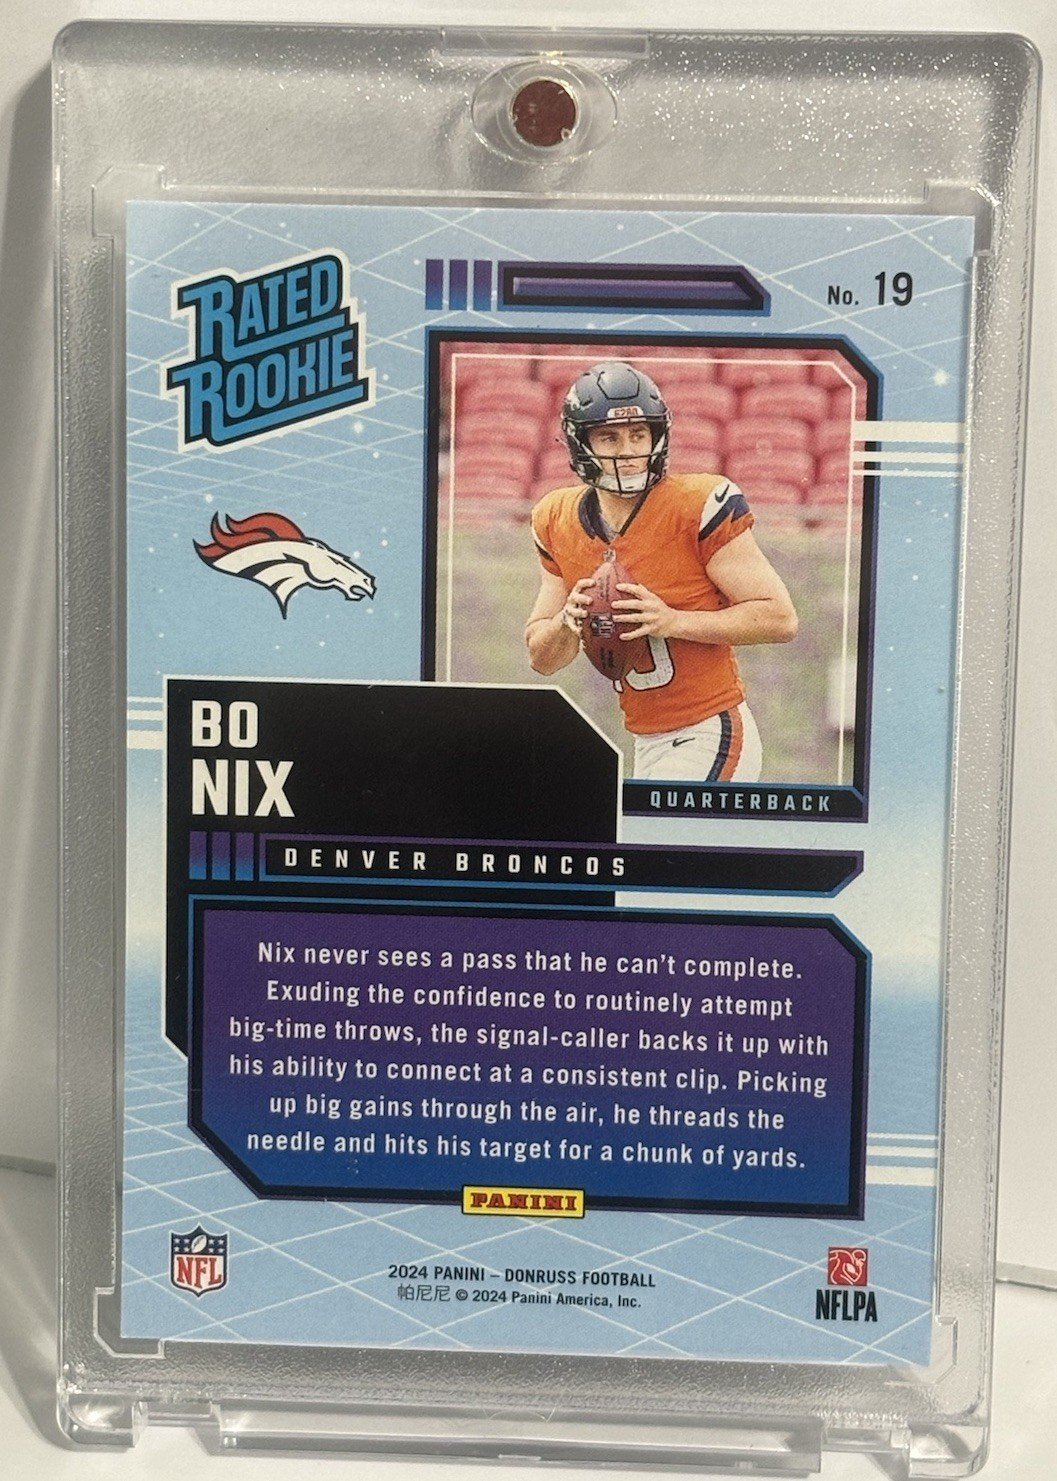 RATED
ROOKIE
No. 19
6280
BO
NIX
QUARTERBACK
DENVER BRONCOS
Nix never sees a pass that he can't complete.
Exuding the confidence to routinely attempt
big-time throws, the signal-caller backs it up with
his ability to connect at a consistent clip. Picking
up big gains through the air, he threads the
needle and hits his target for a chunk of yards.
PANINI
NFL
2024 PANINI – DONRUSS FOOTBALL
帕尼尼 © 2024 Panini America, Inc.
NFLPA